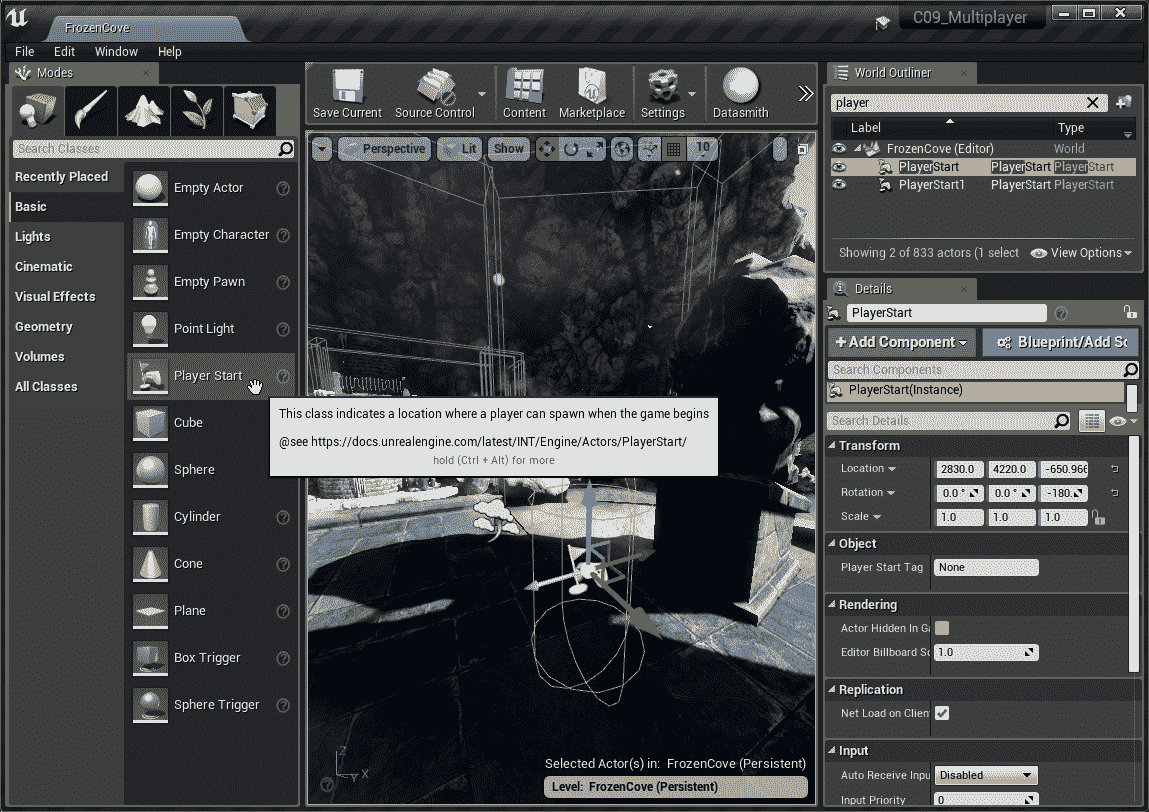 FrozenCove
C09_Multiplayer
File Edit Window Help
Modes
Search Classes
Recently Placed
Basic
Lights
Cinematic
Visual Effects
Geometry
Volumes
All Classes
Empty Actor
Empty Character
Empty Pawn
Point Light
Player Start
Cube
Sphere
Cylinder
Cone
Plane
Box Trigger
Sphere Trigger
Save Current Source Control Content Marketplace Settings Datasmith
Perspective Lit Show 10
This class indicates a location where a player can spawn when the game begins
@see https://docs.unrealengine.com/latest/INT/Engine/Actors/PlayerStart/
hold (Ctrl + Alt) for more
Z
Y X
Selected Actor(s) in: FrozenCove (Persistent)
Level: FrozenCove (Persistent)
World Outliner
player
Label Type
FrozenCove (Editor) World
PlayerStart PlayerStart PlayerStart
PlayerStart1 PlayerStart PlayerStart
Showing 2 of 833 actors (1 select View Options
Details
PlayerStart
+Add Component Blueprint/Add Sc
Search Components
PlayerStart(Instance)
Search Details
Transform
Location 2830.0 4220.0 -650.966
Rotation 0.0 ° 0.0 ° -180.
Scale 1.0 1.0 1.0
Object
Player Start Tag None
Rendering
Actor Hidden In Ga
Editor Billboard Sc 1.0
Replication
Net Load on Clien
Input
Auto Receive Inpu Disabled
Input Priority 0